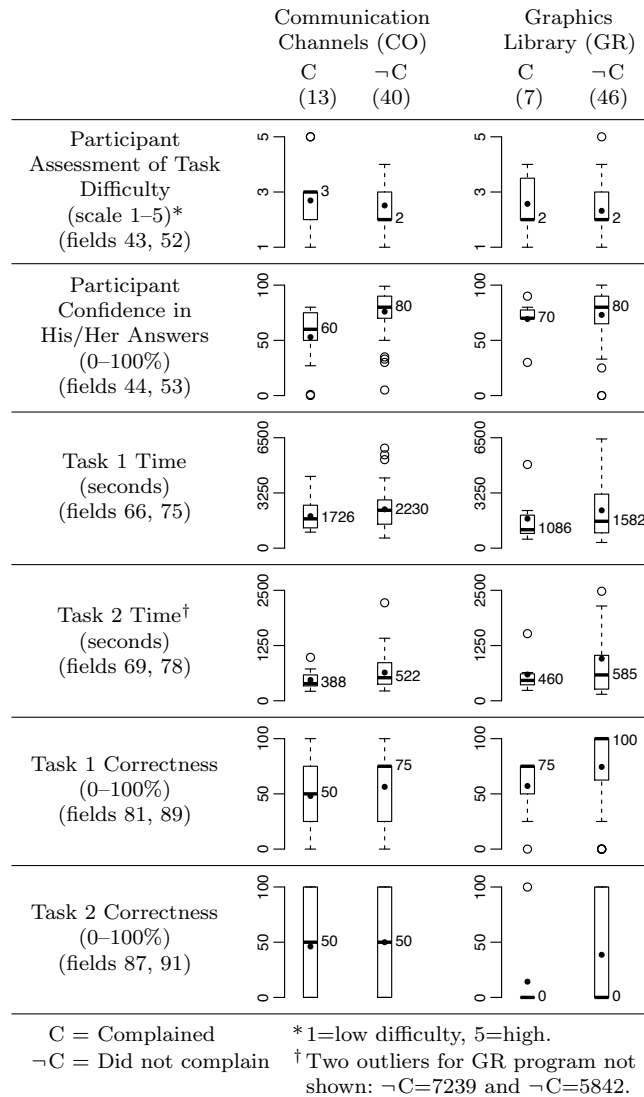 Communication Graphics
Channels (CO) Library (GR)
C ¬C C ¬C
(13) (40) (7) (46)
Participant
Assessment of Task
Difficulty
(scale 1–5)*
(fields 43, 52)
1 3 5
3
2
1 3 5
2
2
Participant
Confidence in
His/Her Answers
(0–100%)
(fields 44, 53)
0 50 100
60
80
0 50 100
70
80
Task 1 Time
(seconds)
(fields 66, 75)
0 3250 6500
1726
2230
0 3250 6500
1086
1582
Task 2 Time†
(seconds)
(fields 69, 78)
0 1250 2500
388
522
0 1250 2500
460
585
Task 1 Correctness
(0–100%)
(fields 81, 89)
0 50 100
50
75
0 50 100
75
100
Task 2 Correctness
(0–100%)
(fields 87, 91)
0 50 100
50
50
0 50 100
0
0
C = Complained
¬C = Did not complain
* 1=low difficulty, 5=high.
† Two outliers for GR program not
shown: ¬C=7239 and ¬C=5842.